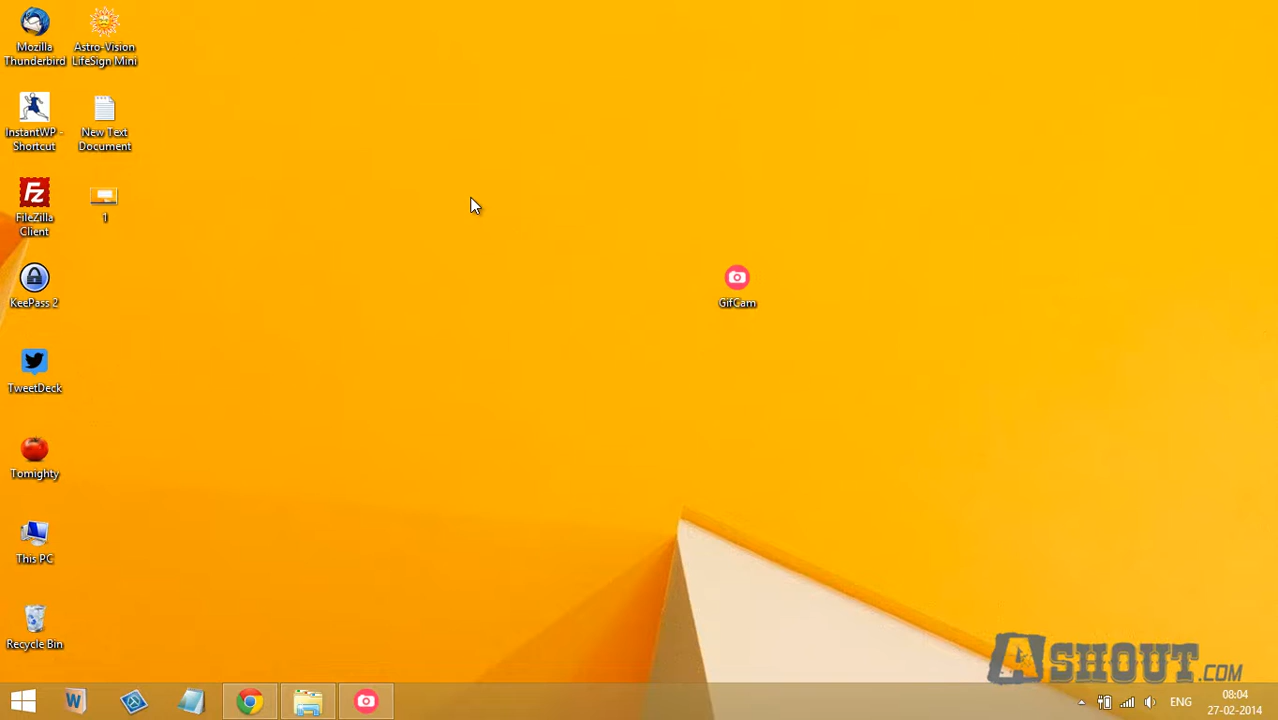 Mozilla
Thunderbird
Astro-Vision
LifeSign Mini
InstantWP -
Shortcut
New Text
Document
FileZilla
Client
1
KeePass 2
GifCam
TweetDeck
Tomighty
This PC
Recycle Bin
ASHOUT.COM
ENG
08:04
27-02-2014